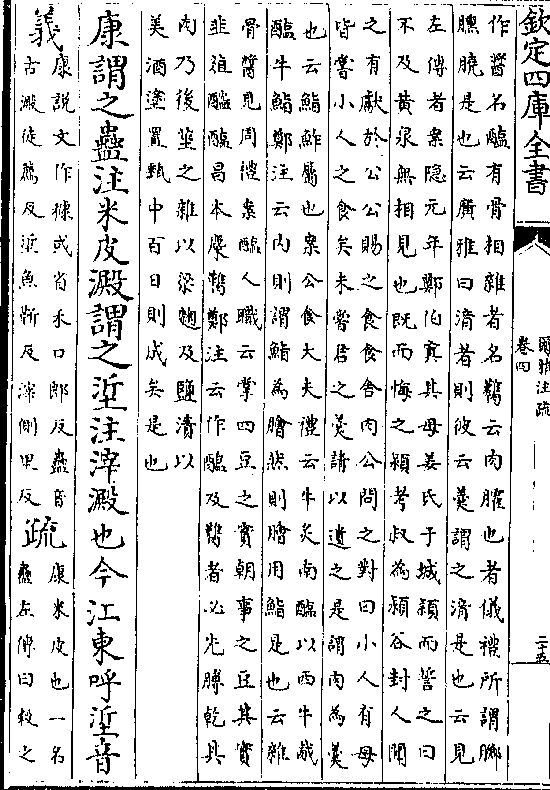 欽定四庫全書
爾雅注疏
卷四
二十五
作醬名醢有骨相雜者名臡云肉臛也者儀禮所謂膷
臐膮是也云廣雅曰湆者則彼云羮謂之湆是也云見
左傳者案隠元年鄭伯寘其母姜氏于城潁而誓之曰
不及黄泉無相見也既而悔之潁考叔為潁谷封人聞
之有獻於公公賜之食食舍肉公問之對曰小人有母
皆嘗小人之食矣未嘗君之羮請以遺之是謂肉為羮
也云鮨鮓屬也案公食大夫禮云牛炙南醢以西牛胾
醢牛鮨鄭注云内則謂鮨為膾然則膾用鮨是也云雜
骨醬見周禮案醢人職云掌四豆之實朝事之豆其實
韭菹醓醢昌本麋臡鄭注云作醢及臡者必先膊乾其
肉乃後莝之雜以梁麴及鹽漬以
美酒塗置甀中百日則成矣是也
康謂之蠱注米皮澱謂之垽注滓澱也今江東呼垽音
義康説文作穅或省禾口郎反蠱音
古澱徒薦反垽魚靳反滓側里反
疏康米皮也一名
蠱左傳曰穀之